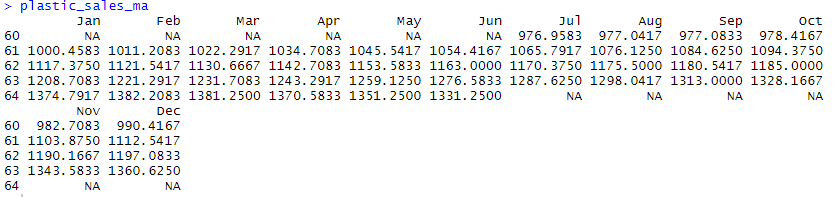 > plastic_sales_ma
Jan Feb Mar Apr May Jun Jul Aug Sep Oct
60 NA NA NA NA NA NA 976.9583 977.0417 977.0833 978.4167
61 1000.4583 1011.2083 1022.2917 1034.7083 1045.5417 1054.4167 1065.7917 1076.1250 1084.6250 1094.3750
62 1117.3750 1121.5417 1130.6667 1142.7083 1153.5833 1163.0000 1170.3750 1175.5000 1180.5417 1185.0000
63 1208.7083 1221.2917 1231.7083 1243.2917 1259.1250 1276.5833 1287.6250 1298.0417 1313.0000 1328.1667
64 1374.7917 1382.2083 1381.2500 1370.5833 1351.2500 1331.2500 NA NA NA NA
Nov Dec
60 982.7083 990.4167
61 1103.8750 1112.5417
62 1190.1667 1197.0833
63 1343.5833 1360.6250
64 NA NA